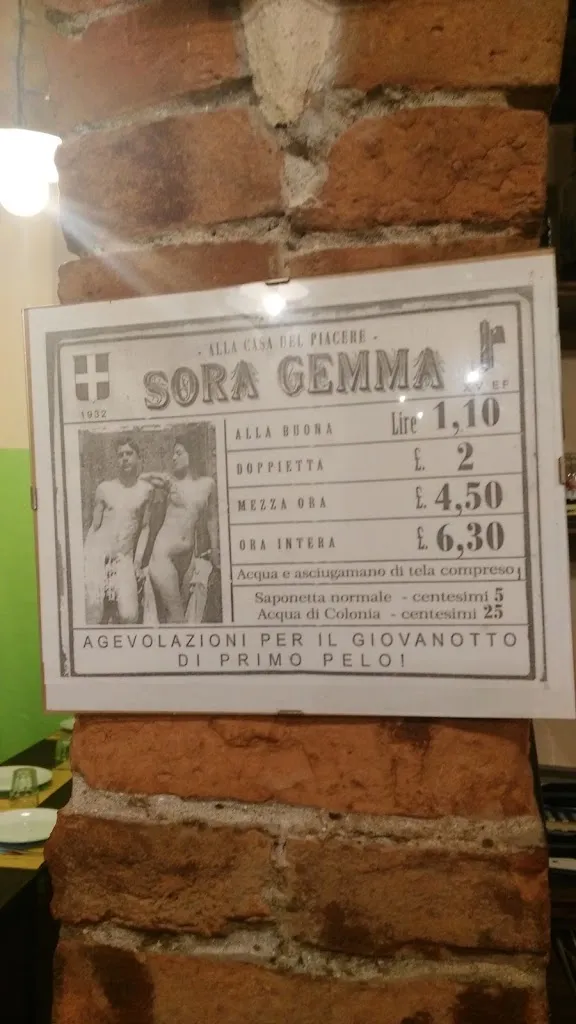 - ALLA CASA DEL PIACERE -
SORA GEMMA
1932
XV EF
ALLA BUONA Lire 1,10
DOPPIETTA £. 2
MEZZA ORA £. 4,50
ORA INTERA £. 6,30
Acqua e asciugamano di tela compreso
Saponetta normale - centesimi 5
Acqua di Colonia - centesimi 25
AGEVOLAZIONI PER IL GIOVANOTTO
DI PRIMO PELO!